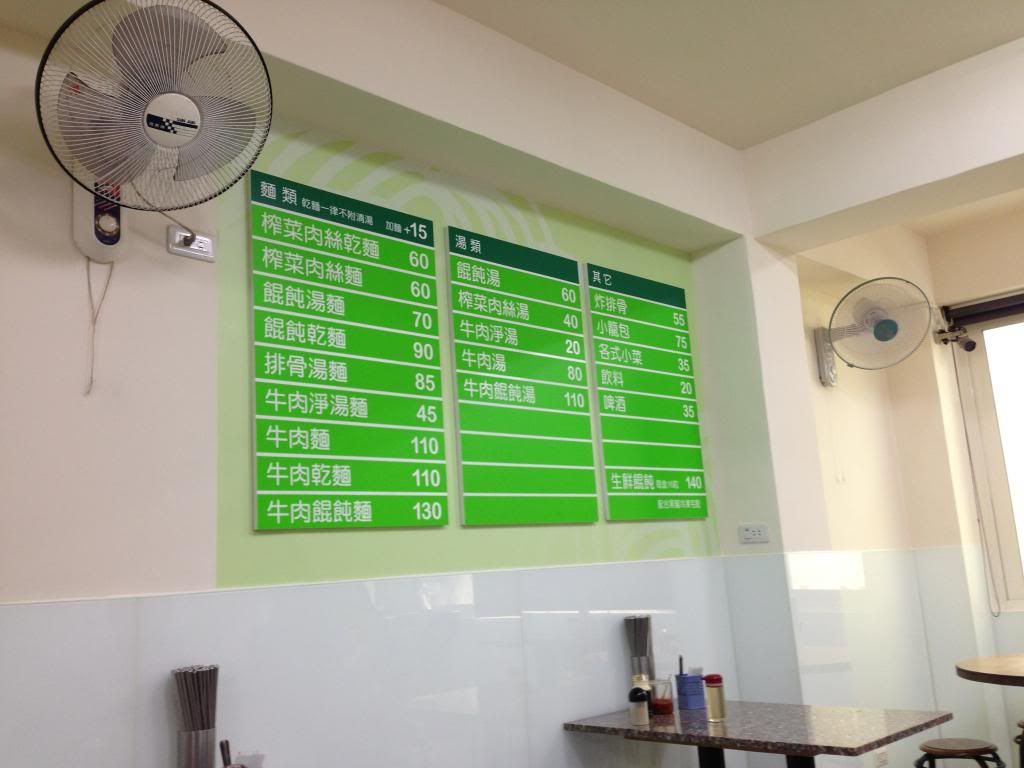 麵類 乾麵一律不附清湯 加麵+15
榨菜肉絲乾麵 60
榨菜肉絲麵 60
餛飩湯麵 70
餛飩乾麵 90
排骨湯麵 85
牛肉淨湯麵 45
牛肉麵 110
牛肉乾麵 110
牛肉餛飩麵 130
湯類
餛飩湯 60
榨菜肉絲湯 40
牛肉淨湯 20
牛肉湯 80
牛肉餛飩湯 110
其它
炸排骨 55
小籠包 75
各式小菜 35
飲料 20
啤酒 35
生鮮餛飩 140